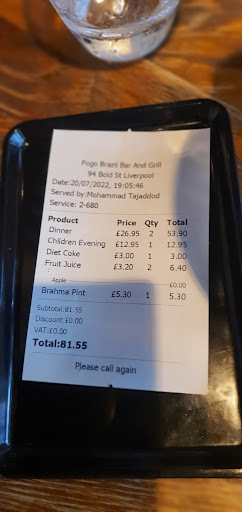 Fogo Brazil Bar And Grill
94 Bold St Liverpool
Date:20/07/2022, 19:05:46
Served by:Mohammad Tajaddod
Service: 2-680
Product Price Qty Total
Dinner £26.95 2 53.90
Children Evening £12.95 1 12.95
Diet Coke £3.00 1 3.00
Fruit Juice £3.20 2 6.40
Apple £0.00
Brahma Pint £5.30 1 5.30
Subtotal:81.55
Discount:£0.00
VAT:£0.00
Total:81.55
Please call again